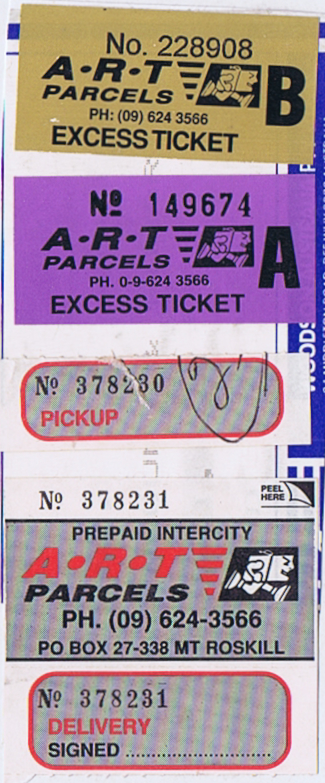 No. 228908
A·R·T
PARCELS
B
PH: (09) 624 3566
EXCESS TICKET
Nº 149674
A·R·T
PARCELS
A
PH. 0-9-624 3566
EXCESS TICKET
Nº 378230
PICKUP
WOODS
Nº 378231
PEEL
HERE
PREPAID INTERCITY
A·R·T
PARCELS
PH. (09) 624-3566
PO BOX 27-338 MT ROSKILL
Nº 378231
DELIVERY
SIGNED ........................